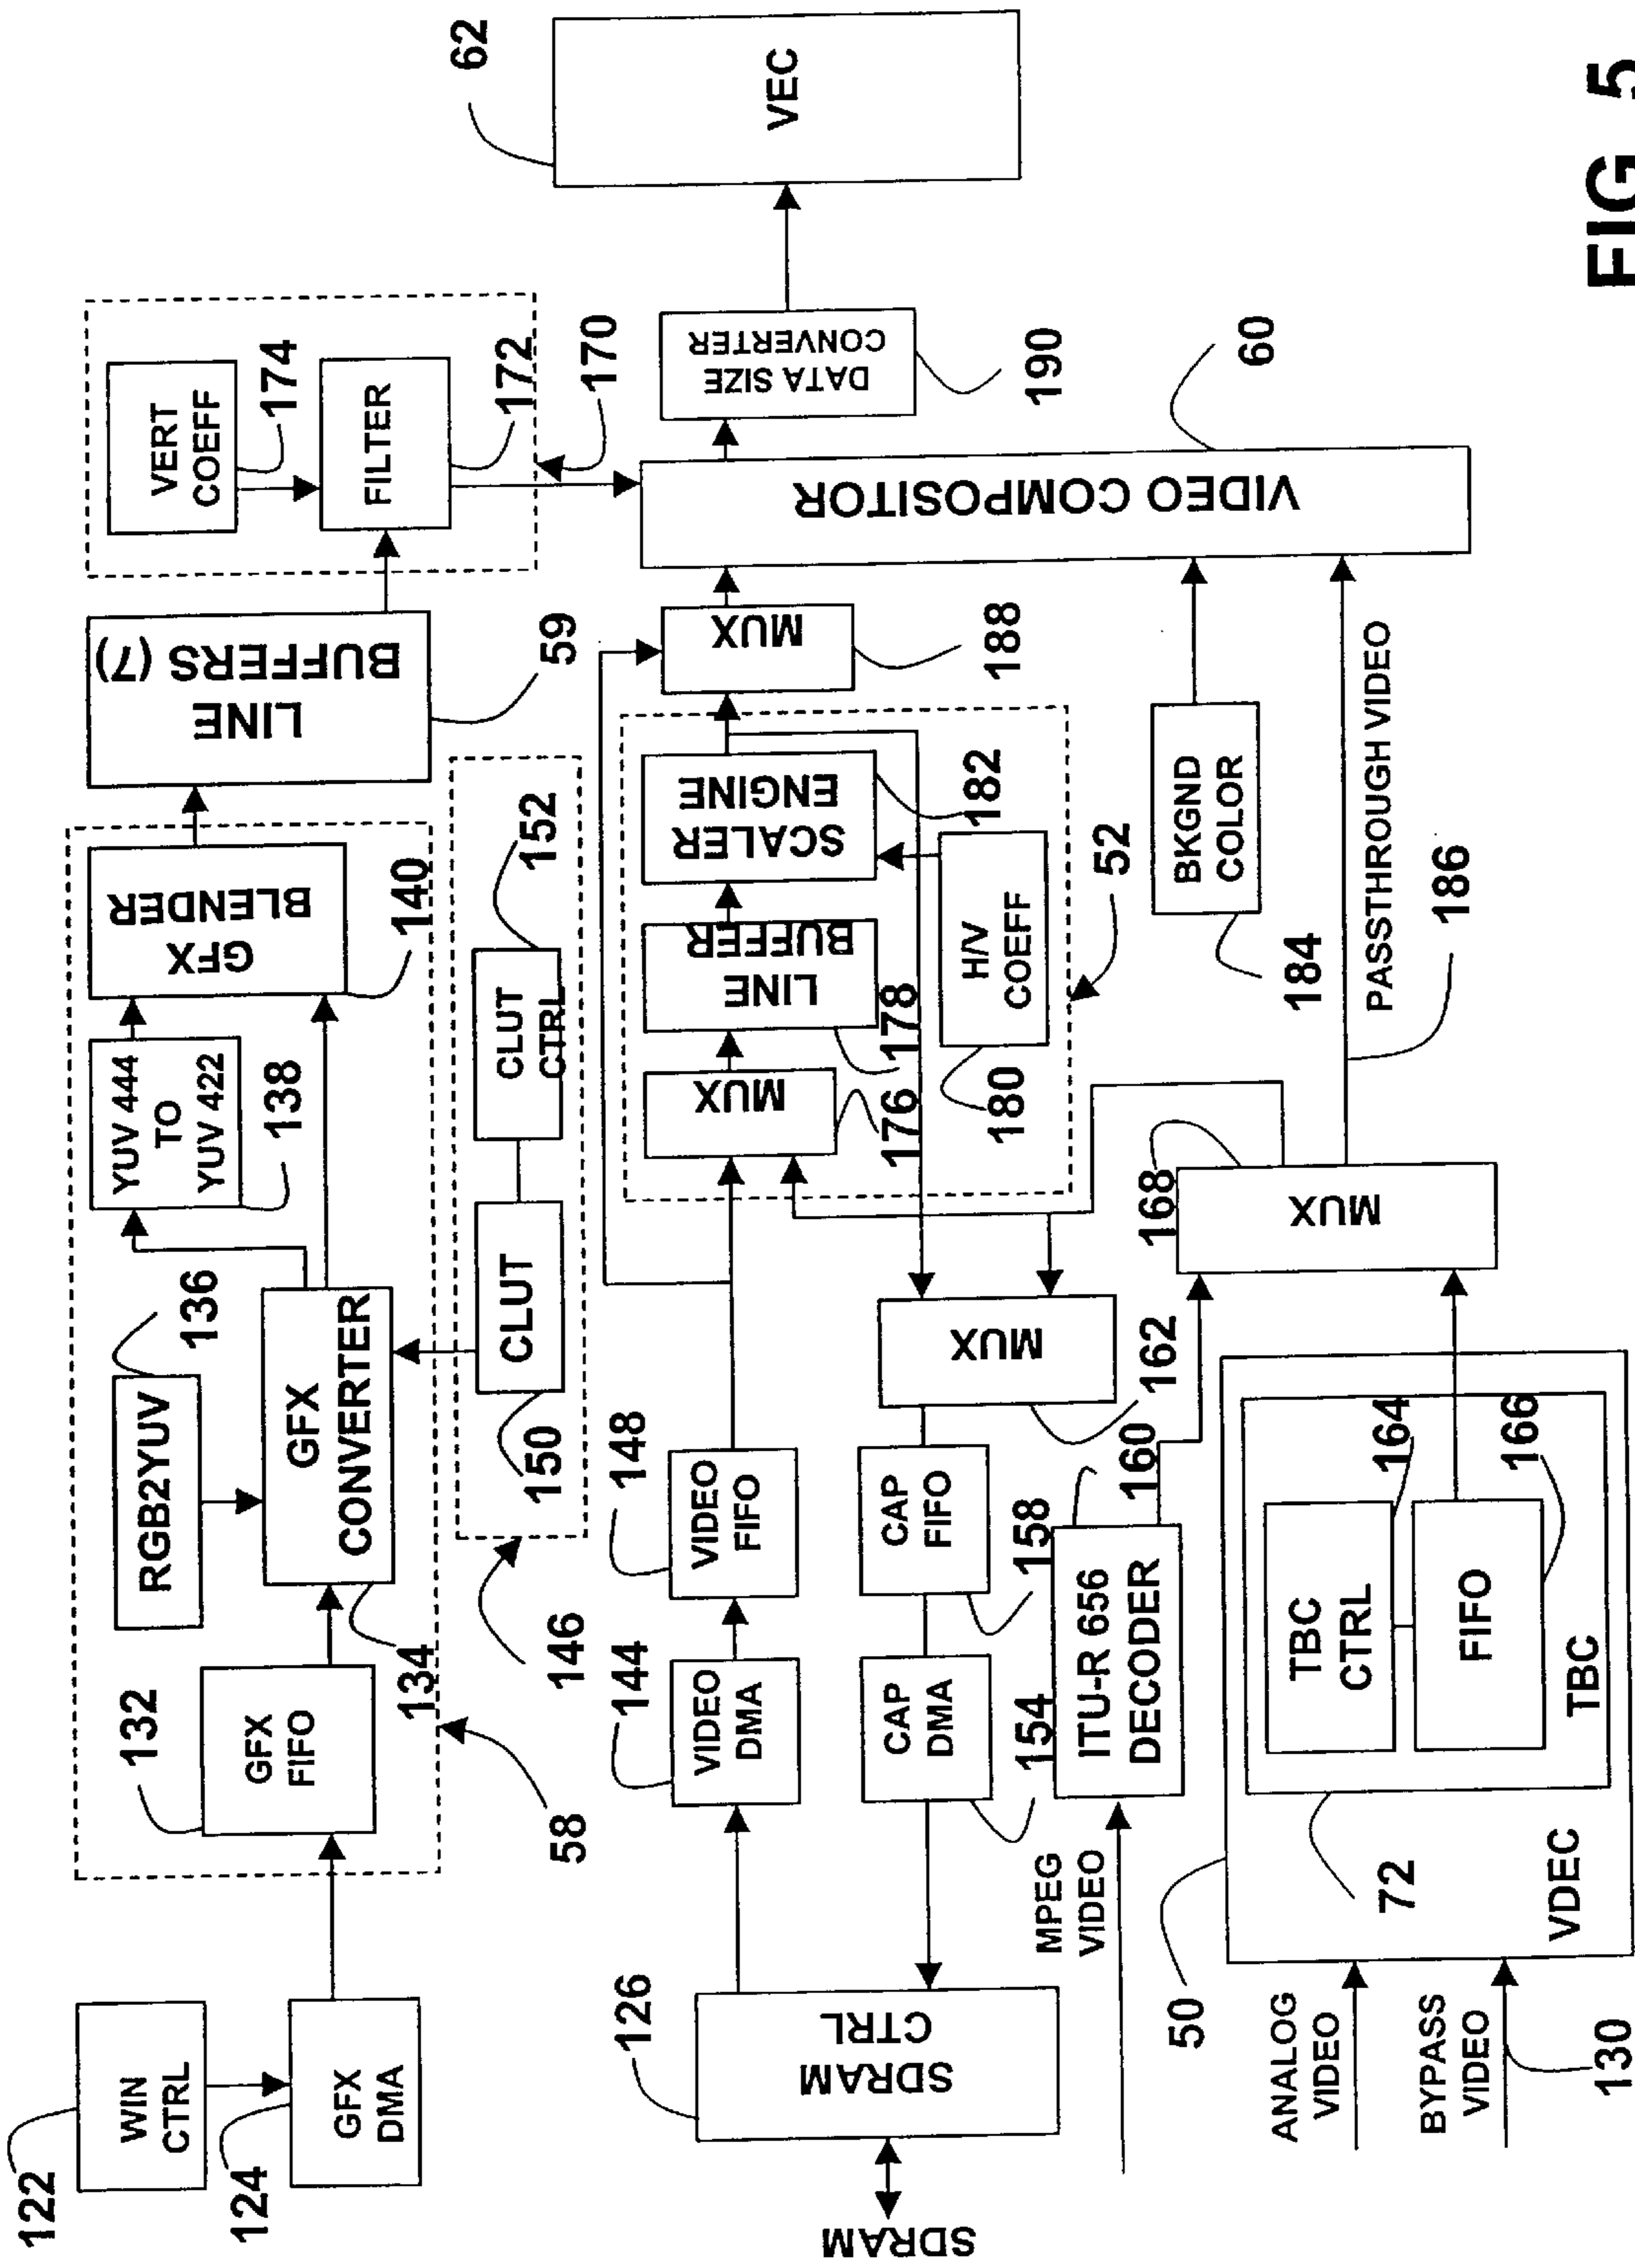 122
WIN
CTRL
124
GFX
DMA
132
GFX
FIFO
134
RGB2YUV
136
GFX
CONVERTER
YUV 444
TO
YUV 422
138
GFX
BLENDER
140
58
LINE
BUFFERS (7)
59
VERT
COEFF
174
FILTER
172
170
146
CLUT
150
CLUT
CTRL
152
SDRAM
SDRAM
CTRL
126
VIDEO
DMA
144
VIDEO
FIFO
148
CAP
DMA
154
CAP
FIFO
158
MUX
162
MUX
176
LINE
BUFFER
178
SCALER
ENGINE
182
H/V
COEFF
180
52
MUX
188
VIDEO COMPOSITOR
60
DATA SIZE
CONVERTER
190
VEC
62
MPEG
VIDEO
ITU-R 656
DECODER
160
MUX
168
BKGND
COLOR
184
PASSTHROUGH VIDEO
186
ANALOG
VIDEO
BYPASS
VIDEO
130
50
VDEC
72
TBC
TBC
CTRL
164
FIFO
166
FIG. 5